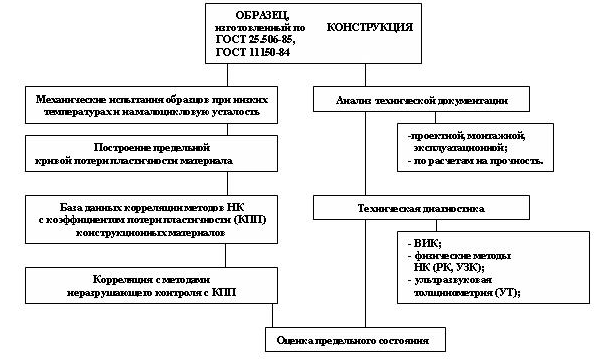 ОБРАЗЕЦ,
изготовленный по КОНСТРУКЦИЯ
ГОСТ 25.506-85,
ГОСТ 11150-84
Механические испытания образцов при низких
температурах и на малоцикловую усталость
Построение предельной
кривой потери пластичности материала
База данных корреляции методов НК
с коэффициентом потери пластичности (КПП)
конструкционных материалов
Корреляция с методами
неразрушающего контроля с КПП
Анализ технической документации
-проектной, монтажной,
эксплуатационной;
- по расчетам на прочность.
Техническая диагностика
- ВИК;
- физические методы
НК (РК, УЗК);
- ультразвуковая
толщинометрия (УТ);
Оценка предельного состояния